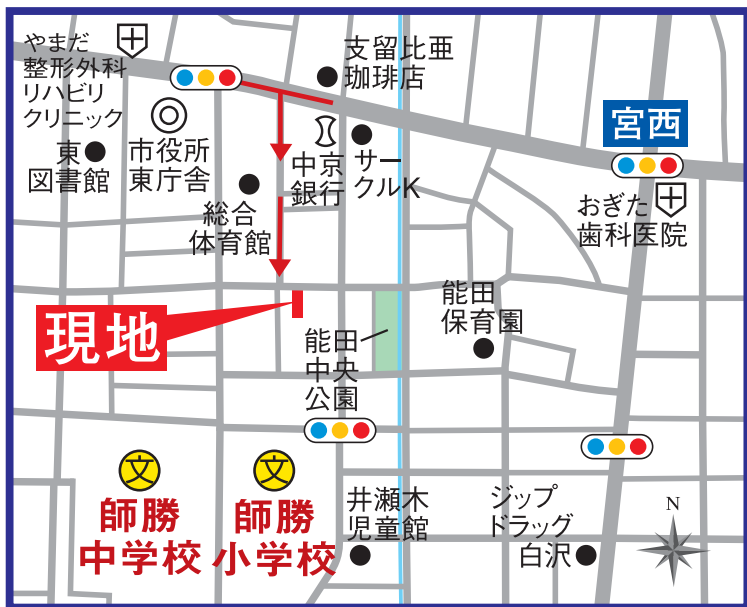 やまだ
整形外科
リハビリ
クリニック
支留比亜
珈琲店
宮西
東
図書館
市役所
東庁舎
中京
銀行
サー
クルK
総合
体育館
おぎた
歯科医院
現地
能田
保育園
能田
中央
公園
文
文
師勝
中学校
師勝
小学校
井瀬木
児童館
ジップ
ドラッグ
白沢
N